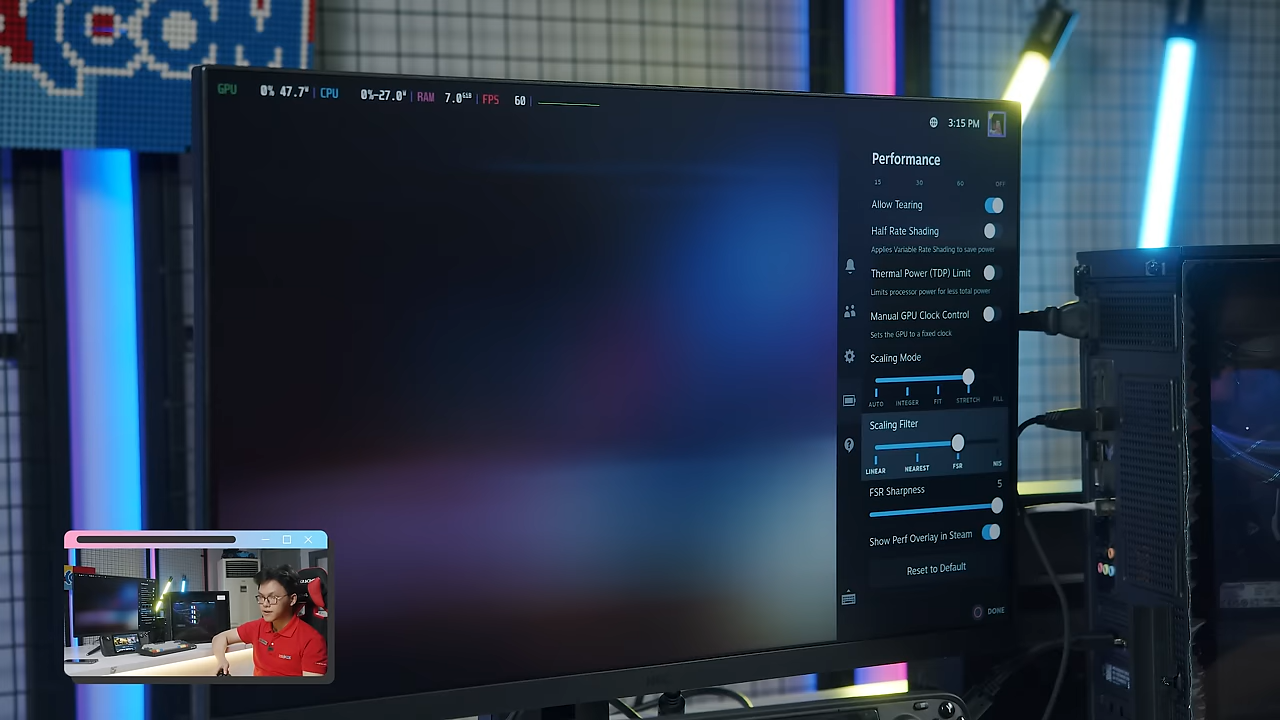 GPU 0% 47.7W | CPU 0%-27.0W | RAM 7.0GiB | FPS 60 |
3:15 PM
Performance
15 30 60 OFF
Allow Tearing
Half Rate Shading
Applies Variable Rate Shading to save power
Thermal Power (TDP) Limit
Limits processor power for less total power
Manual GPU Clock Control
Sets the GPU to a fixed clock
Scaling Mode
AUTO INTEGER FIT STRETCH FILL
Scaling Filter
LINEAR NEAREST FSR NIS
FSR Sharpness 5
Show Perf Overlay in Steam
Reset to Default
DONE